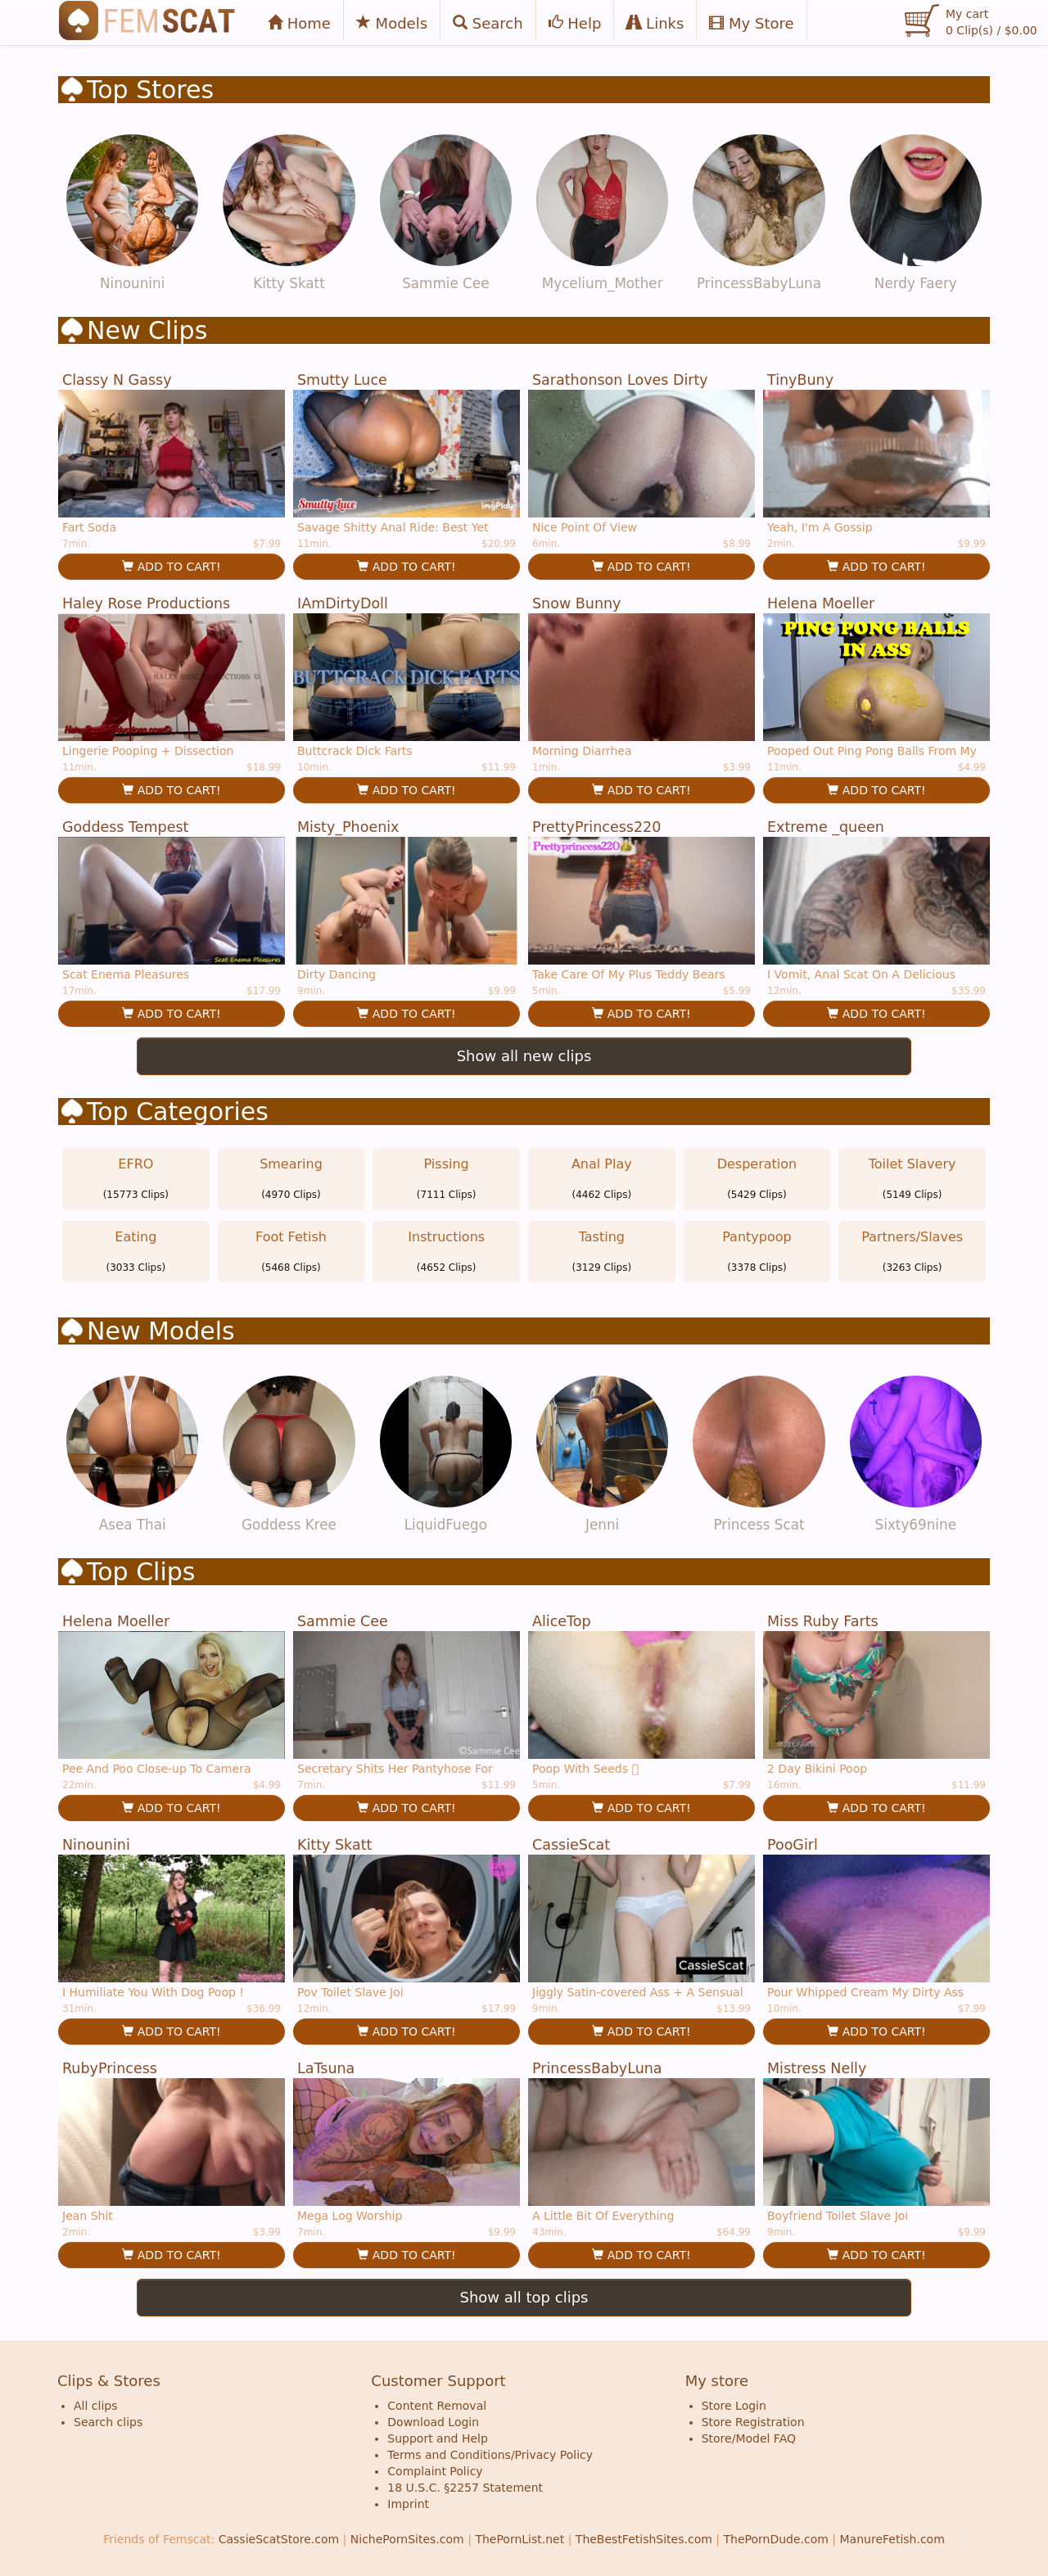 FEMSCAT
Home
Models
Search
Help
Links
My Store
My cart
0 Clip(s) / $0.00
Top Stores
Ninounini
Kitty Skatt
Sammie Cee
Mycelium_Mother
PrincessBabyLuna
Nerdy Faery
New Clips
Classy N Gassy
Smutty Luce
Sarathonson Loves Dirty
TinyBuny
Smutty Luce
ImgPlay
Fart Soda
Savage Shitty Anal Ride: Best Yet
Nice Point Of View
Yeah, I'm A Gossip
7min. $7.99
11min. $20.99
6min. $8.99
2min. $9.99
ADD TO CART!
ADD TO CART!
ADD TO CART!
ADD TO CART!
Haley Rose Productions
IAmDirtyDoll
Snow Bunny
Helena Moeller
HALEY ROSE PRODUCTIONS ©
BUTTCRACK DICK FARTS
PING PONG BALLS
IN ASS
Lingerie Pooping + Dissection
Buttcrack Dick Farts
Morning Diarrhea
Pooped Out Ping Pong Balls From My
11min. $18.99
10min. $11.99
1min. $3.99
11min. $4.99
ADD TO CART!
ADD TO CART!
ADD TO CART!
ADD TO CART!
Goddess Tempest
Misty_Phoenix
PrettyPrincess220
Extreme _queen
Scat Enema Pleasures
Prettyprincess220
Scat Enema Pleasures
Dirty Dancing
Take Care Of My Plus Teddy Bears
I Vomit, Anal Scat On A Delicious
17min. $17.99
9min. $9.99
5min. $5.99
12min. $35.99
ADD TO CART!
ADD TO CART!
ADD TO CART!
ADD TO CART!
Show all new clips
Top Categories
EFRO
Smearing
Pissing
Anal Play
Desperation
Toilet Slavery
(15773 Clips)
(4970 Clips)
(7111 Clips)
(4462 Clips)
(5429 Clips)
(5149 Clips)
Eating
Foot Fetish
Instructions
Tasting
Pantypoop
Partners/Slaves
(3033 Clips)
(5468 Clips)
(4652 Clips)
(3129 Clips)
(3378 Clips)
(3263 Clips)
New Models
Asea Thai
Goddess Kree
LiquidFuego
Jenni
Princess Scat
Sixty69nine
Top Clips
Helena Moeller
Sammie Cee
AliceTop
Miss Ruby Farts
©Sammie Cee
RUBY FARTS
Pee And Poo Close-up To Camera
Secretary Shits Her Pantyhose For
Poop With Seeds
2 Day Bikini Poop
22min. $4.99
7min. $11.99
5min. $7.99
16min. $11.99
ADD TO CART!
ADD TO CART!
ADD TO CART!
ADD TO CART!
Ninounini
Kitty Skatt
CassieScat
PooGirl
CassieScat
I Humiliate You With Dog Poop !
Pov Toilet Slave Joi
Jiggly Satin-covered Ass + A Sensual
Pour Whipped Cream My Dirty Ass
31min. $36.99
12min. $17.99
9min. $13.99
10min. $7.99
ADD TO CART!
ADD TO CART!
ADD TO CART!
ADD TO CART!
RubyPrincess
LaTsuna
PrincessBabyLuna
Mistress Nelly
Jean Shit
Mega Log Worship
A Little Bit Of Everything
Boyfriend Toilet Slave Joi
2min. $3.99
7min. $9.99
43min. $64.99
9min. $9.99
ADD TO CART!
ADD TO CART!
ADD TO CART!
ADD TO CART!
Show all top clips
Clips & Stores
All clips
Search clips
Customer Support
Content Removal
Download Login
Support and Help
Terms and Conditions/Privacy Policy
Complaint Policy
18 U.S.C. §2257 Statement
Imprint
My store
Store Login
Store Registration
Store/Model FAQ
Friends of Femscat: CassieScatStore.com | NichePornSites.com | ThePornList.net | TheBestFetishSites.com | ThePornDude.com | ManureFetish.com